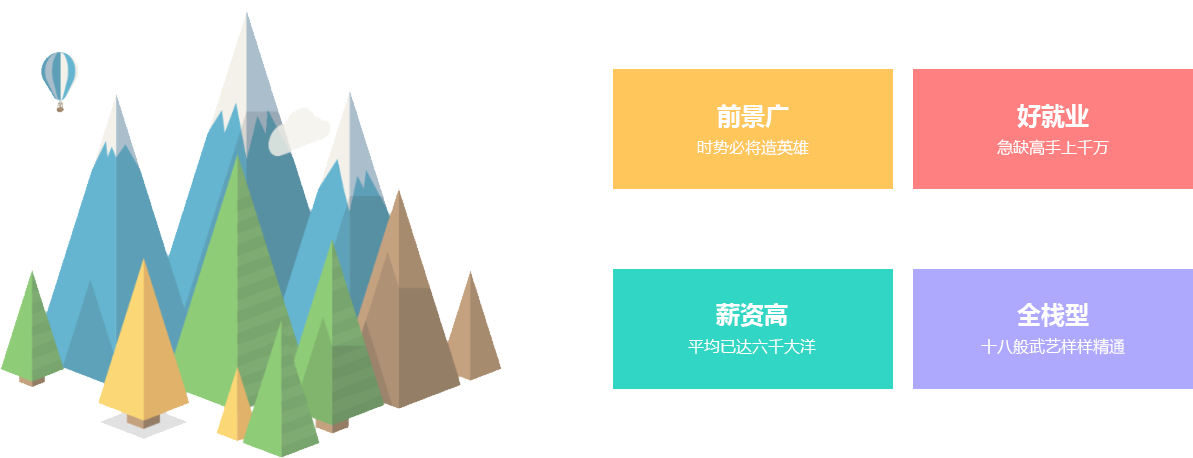 前景广
时势必将造英雄
好就业
急缺高手上千万
薪资高
平均已达六千大洋
全栈型
十八般武艺样样精通